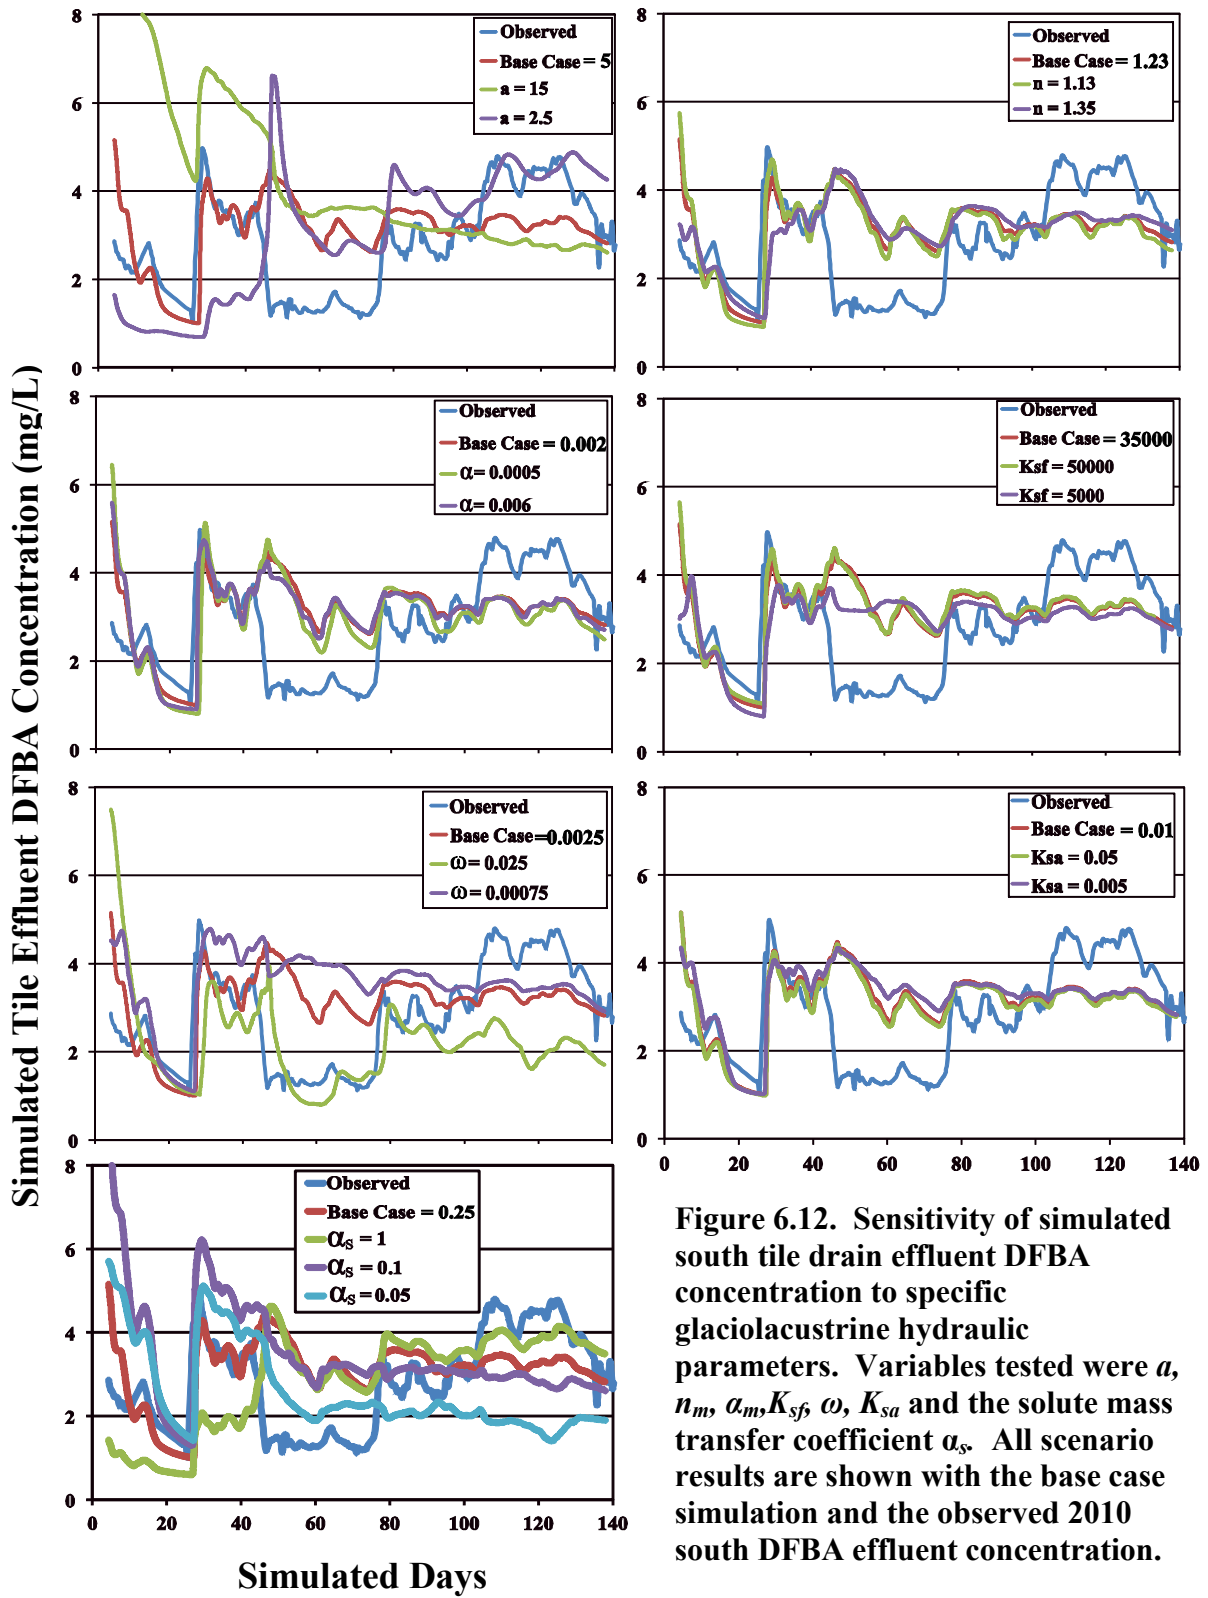 Simulated Tile Effluent DFBA Concentration (mg/L)
8
6
4
2
0
Observed
Base Case = 5
a = 15
a = 2.5
8
6
4
2
0
Observed
Base Case = 1.23
n = 1.13
n = 1.35
8
6
4
2
0
Observed
Base Case = 0.002
α= 0.0005
α= 0.006
8
6
4
2
0
Observed
Base Case = 35000
Ksf = 50000
Ksf = 5000
8
6
4
2
0
Observed
Base Case=0.0025
ω= 0.025
ω= 0.00075
8
6
4
2
0
Observed
Base Case = 0.01
Ksa = 0.05
Ksa = 0.005
0 20 40 60 80 100 120 140
8
6
4
2
0
Observed
Base Case = 0.25
αs = 1
αs = 0.1
αs = 0.05
0 20 40 60 80 100 120 140
Simulated Days
Figure 6.12. Sensitivity of simulated
south tile drain effluent DFBA
concentration to specific
glaciolacustrine hydraulic
parameters. Variables tested were a,
nm, αm,Ksf, ω, Ksa and the solute mass
transfer coefficient αs. All scenario
results are shown with the base case
simulation and the observed 2010
south DFBA effluent concentration.